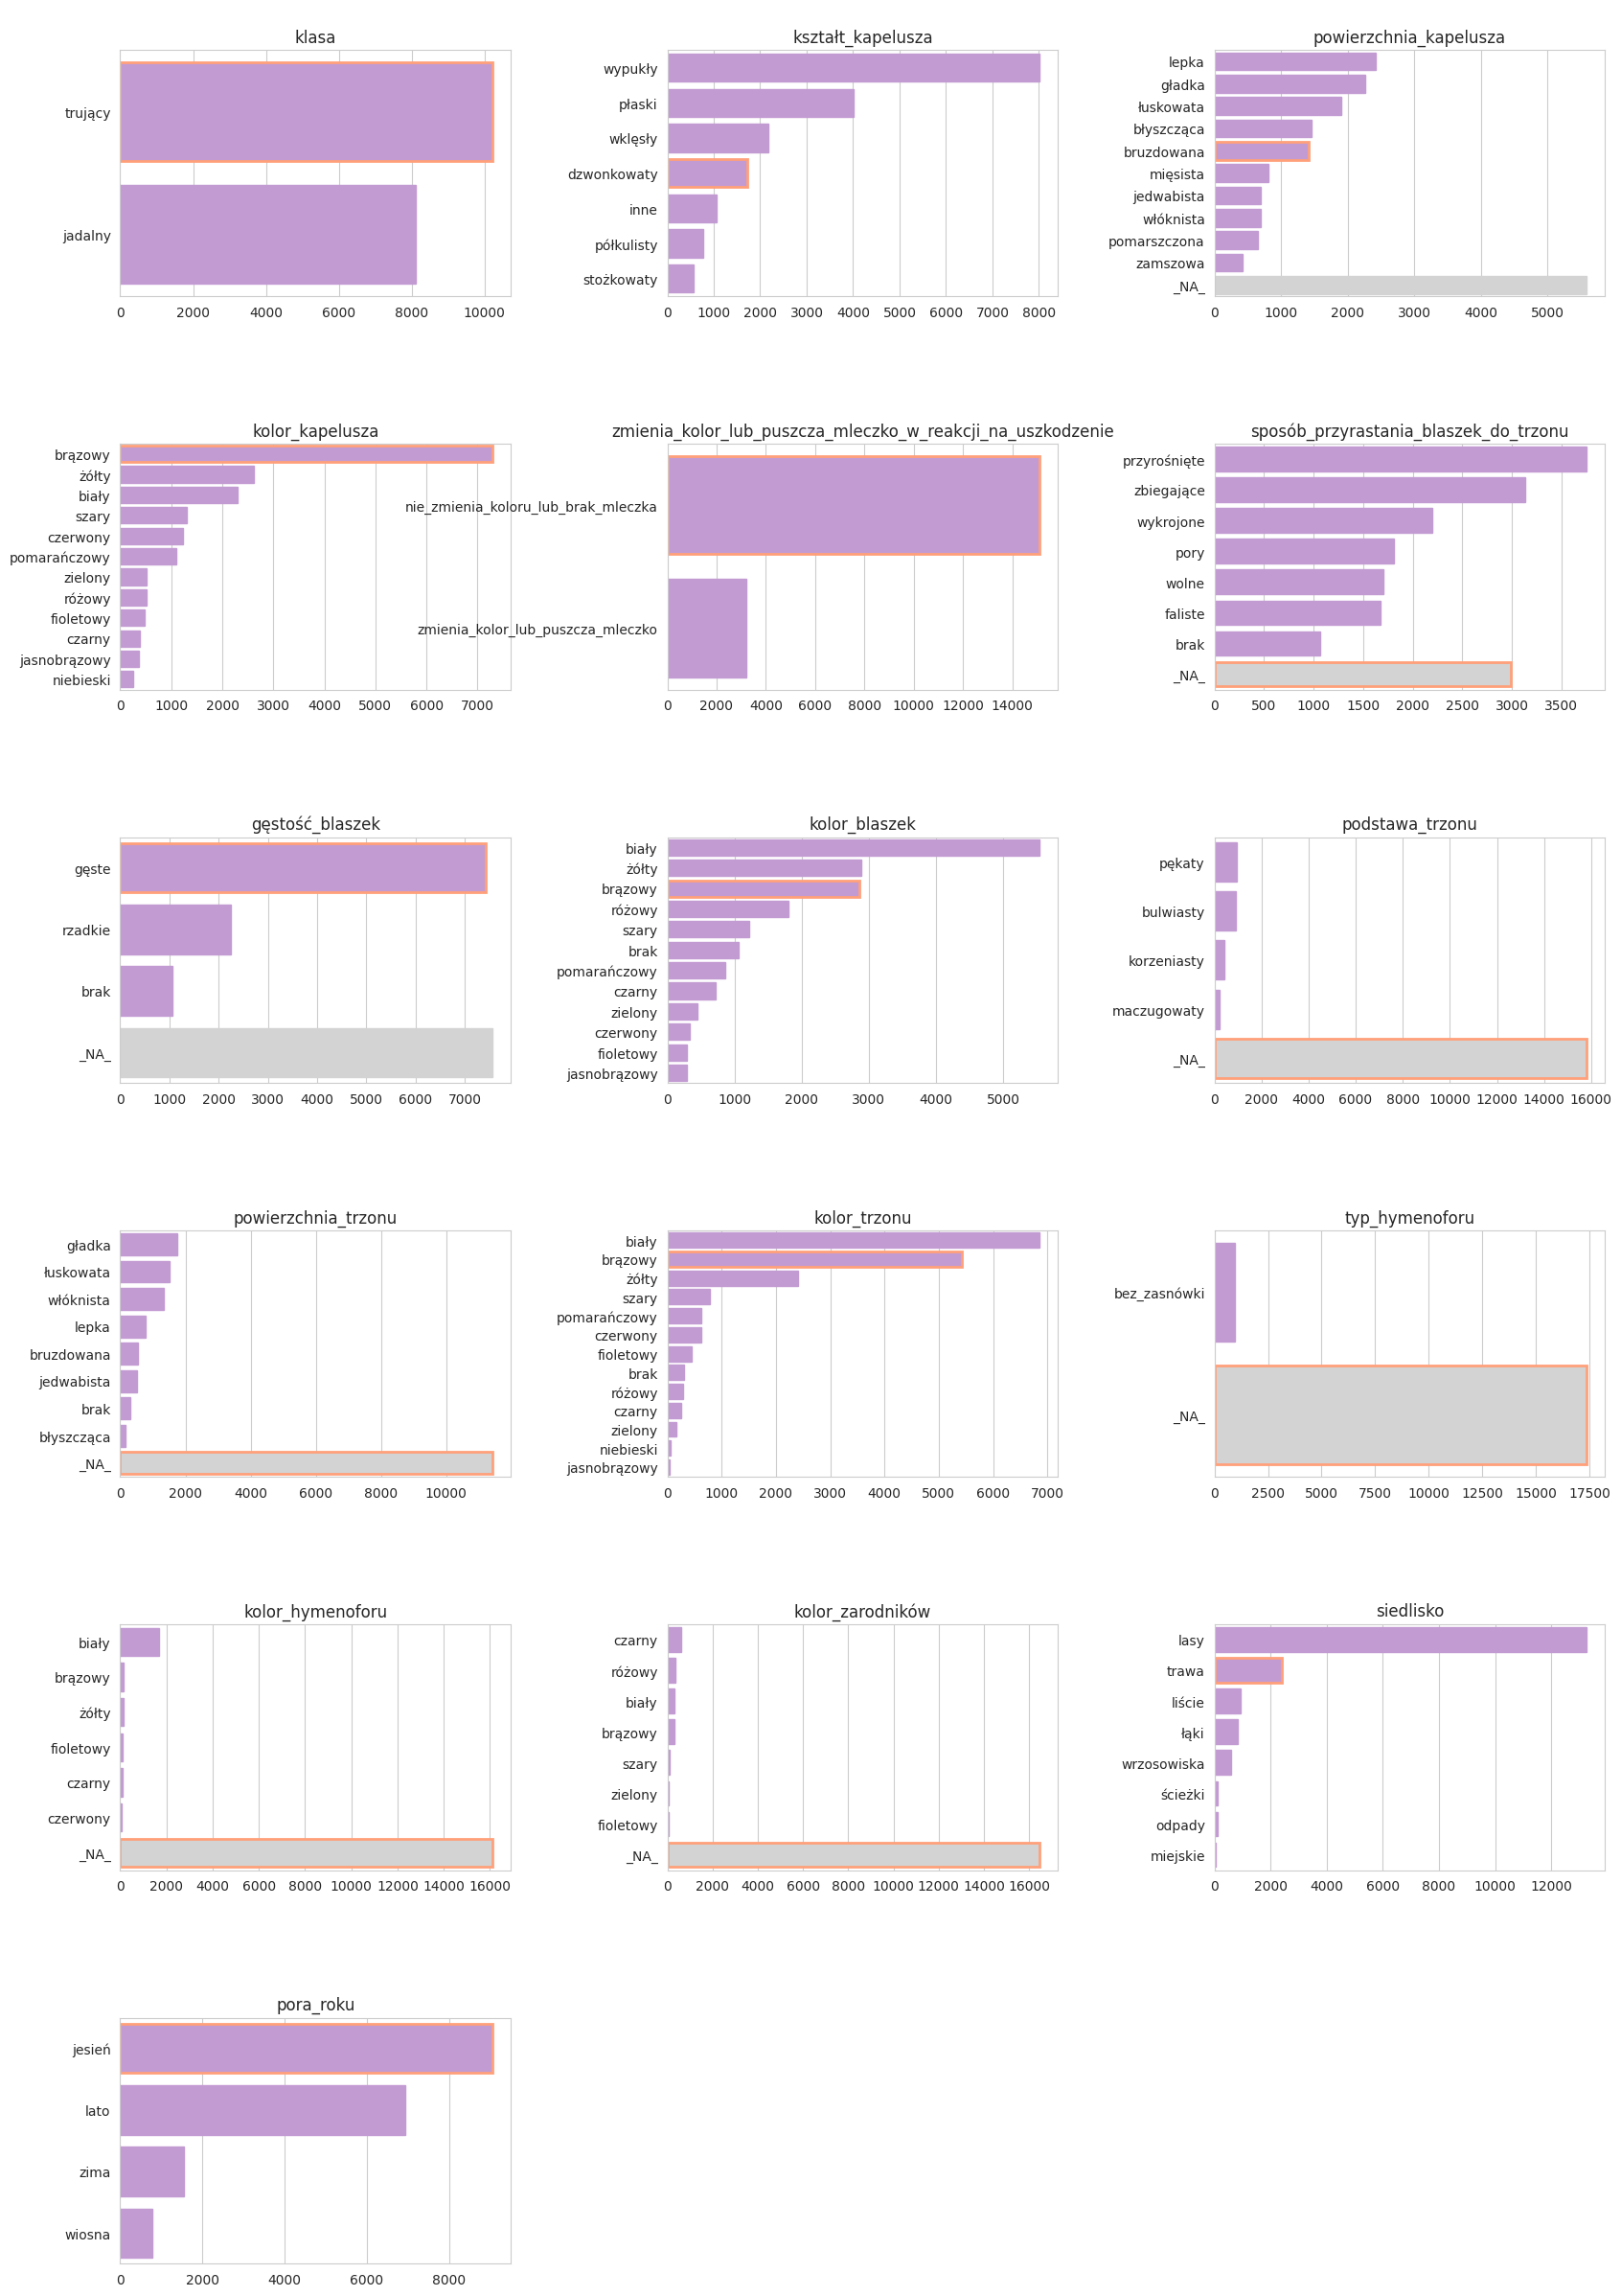 klasa
trujący
jadalny
0 2000 4000 6000 8000 10000
kształt_kapelusza
wypukły
płaski
wklęsły
dzwonkowaty
inne
półkulisty
stożkowaty
0 1000 2000 3000 4000 5000 6000 7000 8000
powierzchnia_kapelusza
lepka
gładka
łuskowata
błyszcząca
bruzdowana
mięsista
jedwabista
włóknista
pomarszczona
zamszowa
_NA_
0 1000 2000 3000 4000 5000
kolor_kapelusza
brązowy
żółty
biały
szary
czerwony
pomarańczowy
zielony
różowy
fioletowy
czarny
jasnobrązowy
niebieski
0 1000 2000 3000 4000 5000 6000 7000
zmienia_kolor_lub_puszcza_mleczko_w_reakcji_na_uszkodzenie
nie_zmienia_koloru_lub_brak_mleczka
zmienia_kolor_lub_puszcza_mleczko
0 2000 4000 6000 8000 10000 12000 14000
sposób_przyrastania_blaszek_do_trzonu
przyrośnięte
zbiegające
wykrojone
pory
wolne
faliste
brak
_NA_
0 500 1000 1500 2000 2500 3000 3500
gęstość_blaszek
gęste
rzadkie
brak
_NA_
0 1000 2000 3000 4000 5000 6000 7000
kolor_blaszek
biały
żółty
brązowy
różowy
szary
brak
pomarańczowy
czarny
zielony
czerwony
fioletowy
jasnobrązowy
0 1000 2000 3000 4000 5000
podstawa_trzonu
pękaty
bulwiasty
korzeniasty
maczugowaty
_NA_
0 2000 4000 6000 8000 10000 12000 14000 16000
powierzchnia_trzonu
gładka
łuskowata
włóknista
lepka
bruzdowana
jedwabista
brak
błyszcząca
_NA_
0 2000 4000 6000 8000 10000
kolor_trzonu
biały
brązowy
żółty
szary
pomarańczowy
czerwony
fioletowy
brak
różowy
czarny
zielony
niebieski
jasnobrązowy
0 1000 2000 3000 4000 5000 6000 7000
typ_hymenoforu
bez_zasnówki
_NA_
0 2500 5000 7500 10000 12500 15000 17500
kolor_hymenoforu
biały
brązowy
żółty
fioletowy
czarny
czerwony
_NA_
0 2000 4000 6000 8000 10000 12000 14000 16000
kolor_zarodników
czarny
różowy
biały
brązowy
szary
zielony
fioletowy
_NA_
0 2000 4000 6000 8000 10000 12000 14000 16000
siedlisko
lasy
trawa
liście
łąki
wrzosowiska
ścieżki
odpady
miejskie
0 2000 4000 6000 8000 10000 12000
pora_roku
jesień
lato
zima
wiosna
0 2000 4000 6000 8000